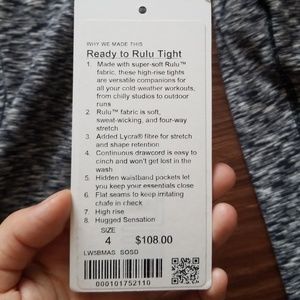 WHY WE MADE THIS
Ready to Rulu Tight
1. Made with super-soft Rulu™
fabric, these high-rise tights
are versatile companions for
all your cold-weather workouts,
from chilly studios to outdoor
runs
2. Rulu™ fabric is soft,
sweat-wicking, and four-way
stretch
3. Added Lycra® fibre for stretch
and shape retention
4. Continuous drawcord is easy to
cinch and won't get lost in the
wash
5. Hidden waistband pockets let
you keep your essentials close
6. Flat seams to keep irritating
chafe in check
7. High rise
8. Hugged Sensation
SIZE
4 $108.00
LW5BMAS SOSO
000101752110